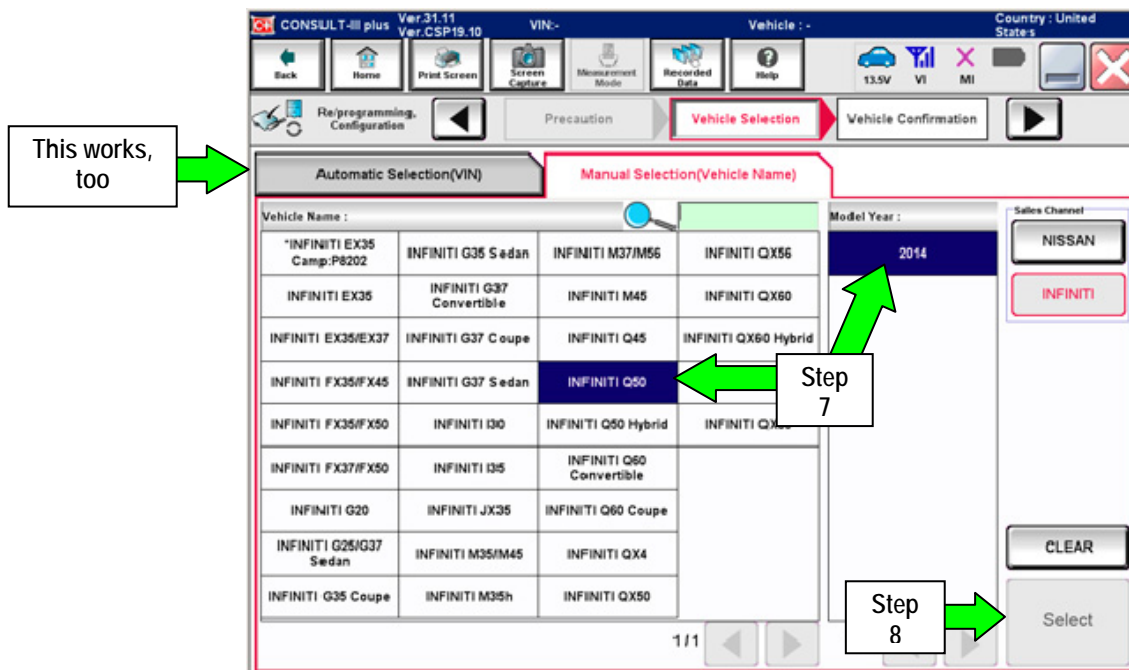 CONSULT-III plus Ver.31.11 VIN:- Vehicle : - Country : United
Ver.CSP19.10 States
Back Home Print Screen Screen Capture Measurement Mode Recorded Data Help 13.5V VI MI
Re/programming, Configuration Precaution Vehicle Selection Vehicle Confirmation
This works,
too
Automatic Selection(VIN) Manual Selection(Vehicle Name)
Vehicle Name : Model Year : Sales Channel
*INFINITI EX35 Camp:P8202 INFINITI G35 Sedan INFINITI M37/M56 INFINITI QX56 2014 NISSAN
INFINITI EX35 INFINITI G37 Convertible INFINITI M45 INFINITI QX60 INFINITI
INFINITI EX35/EX37 INFINITI G37 Coupe INFINITI Q45 INFINITI QX60 Hybrid
INFINITI FX35/FX45 INFINITI G37 Sedan INFINITI Q50
Step
7
INFINITI FX35/FX50 INFINITI I30 INFINITI Q50 Hybrid INFINITI
INFINITI FX37/FX50 INFINITI I35 INFINITI Q60 Convertible
INFINITI G20 INFINITI JX35 INFINITI Q60 Coupe
INFINITI G25/G37 Sedan INFINITI M35/M45 INFINITI QX4 CLEAR
INFINITI G35 Coupe INFINITI M35h INFINITI QX50
Step
8
Select
1/1